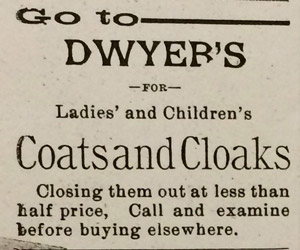 Go to
DWYER'S
—FOR—
Ladies' and Children's
Coats and Cloaks
Closing them out at less than
half price, Call and examine
before buying elsewhere.